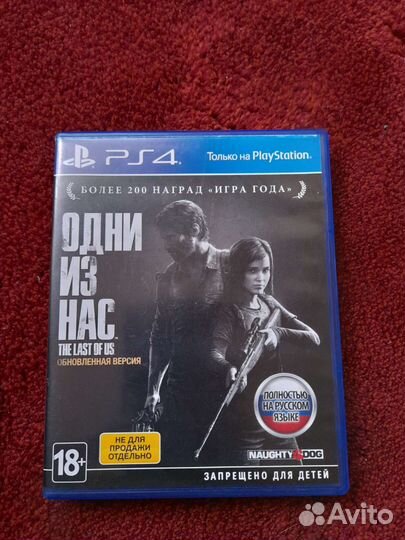 PS4
Только на PlayStation.
БОЛЕЕ 200 НАГРАД «ИГРА ГОДА»
ОДНИ
ИЗ
НАС
THE LAST OF US
ОБНОВЛЕННАЯ ВЕРСИЯ
ПОЛНОСТЬЮ
НА РУССКОМ
ЯЗЫКЕ
18+
НЕ ДЛЯ
ПРОДАЖИ
ОТДЕЛЬНО
NAUGHTY DOG
ЗАПРЕЩЕНО ДЛЯ ДЕТЕЙ
Avito